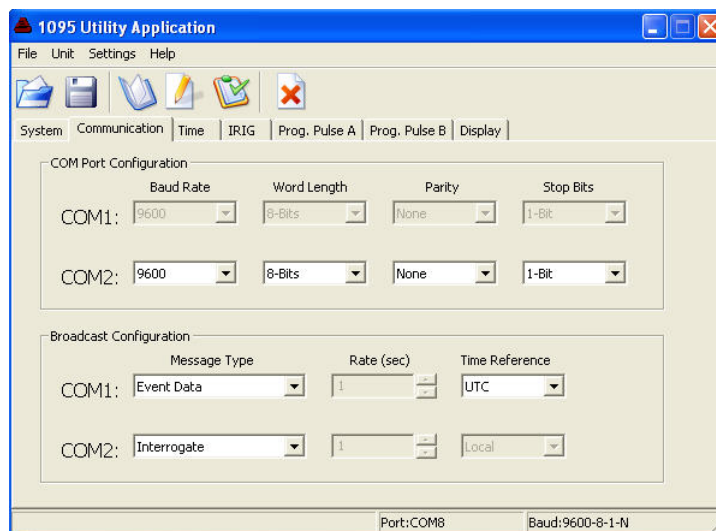 1095 Utility Application
File Unit Settings Help
System Communication Time IRIG Prog. Pulse A Prog. Pulse B Display
COM Port Configuration
Baud Rate Word Length Parity Stop Bits
COM1: 9600 8-Bits None 1-Bit
COM2: 9600 8-Bits None 1-Bit
Broadcast Configuration
Message Type Rate (sec) Time Reference
COM1: Event Data 1 UTC
COM2: Interrogate 1 Local
Port:COM8 Baud:9600-8-1-N